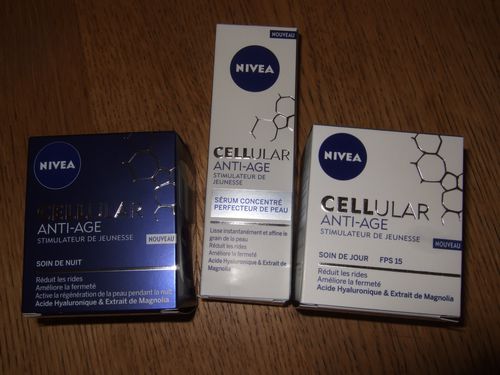 NIVEA
CELLULAR
ANTI-AGE
STIMULATEUR DE JEUNESSE
NOUVEAU
SOIN DE NUIT
Réduit les rides
Améliore la fermeté
Active la régénération de la peau pendant la nuit
Acide Hyaluronique & Extrait de Magnolia
NOUVEAU
NIVEA
CELLULAR
ANTI-AGE
STIMULATEUR DE
JEUNESSE
SÉRUM CONCENTRÉ
PERFECTEUR DE PEAU
Lisse instantanément et affine le
grain de la peau
Réduit les rides
Améliore la fermeté
Acide Hyaluronique & Extrait de
Magnolia
NIVEA
CELLULAR
ANTI-AGE
STIMULATEUR DE JEUNESSE
NOUVEAU
SOIN DE JOUR FPS 15
Réduit les rides
Améliore la fermeté
Acide Hyaluronique & Extrait de Magnolia